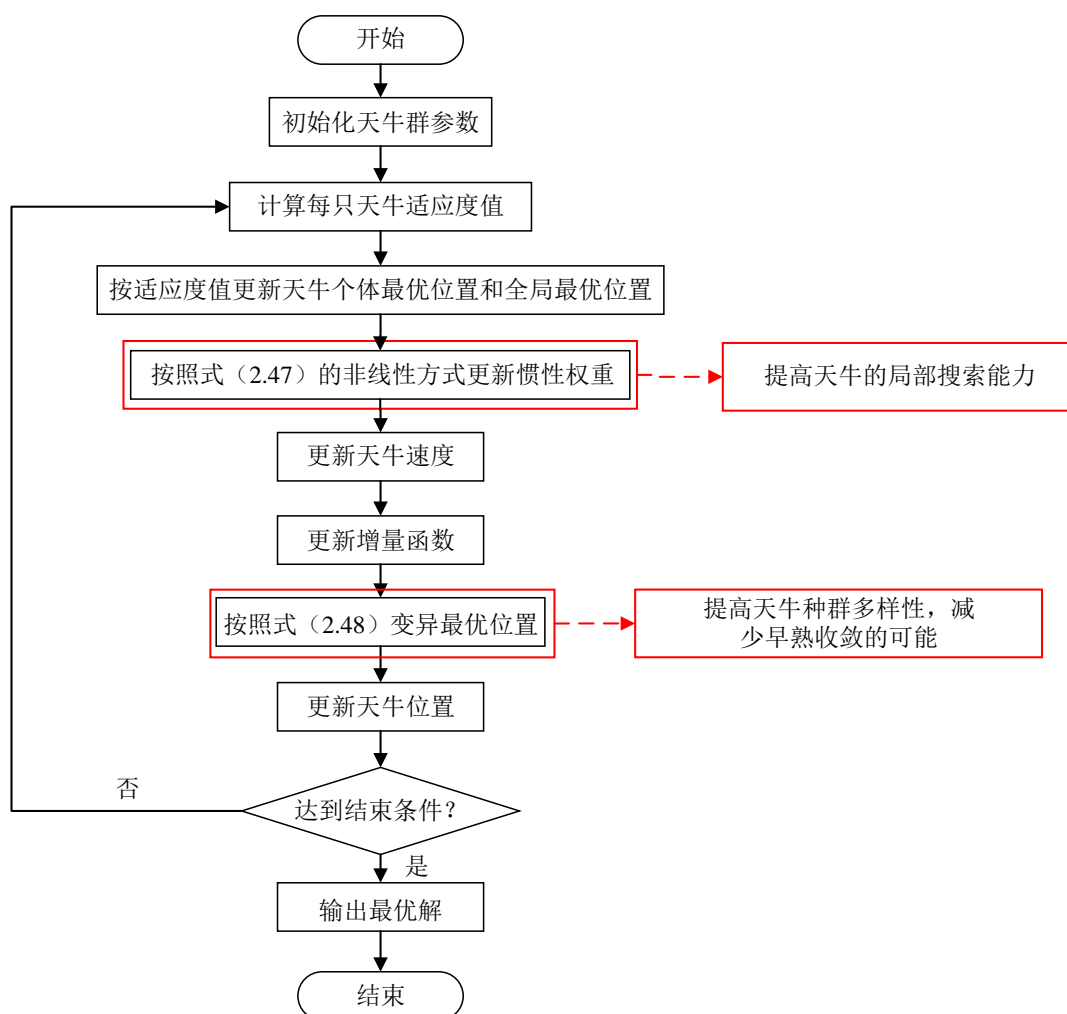 开始
初始化天牛群参数
计算每只天牛适应度值
按适应度值更新天牛个体最优位置和全局最优位置
按照式（2.47）的非线性方式更新惯性权重
提高天牛的局部搜索能力
更新天牛速度
更新增量函数
按照式（2.48）变异最优位置
提高天牛种群多样性，减
少早熟收敛的可能
更新天牛位置
否
达到结束条件？
是
输出最优解
结束